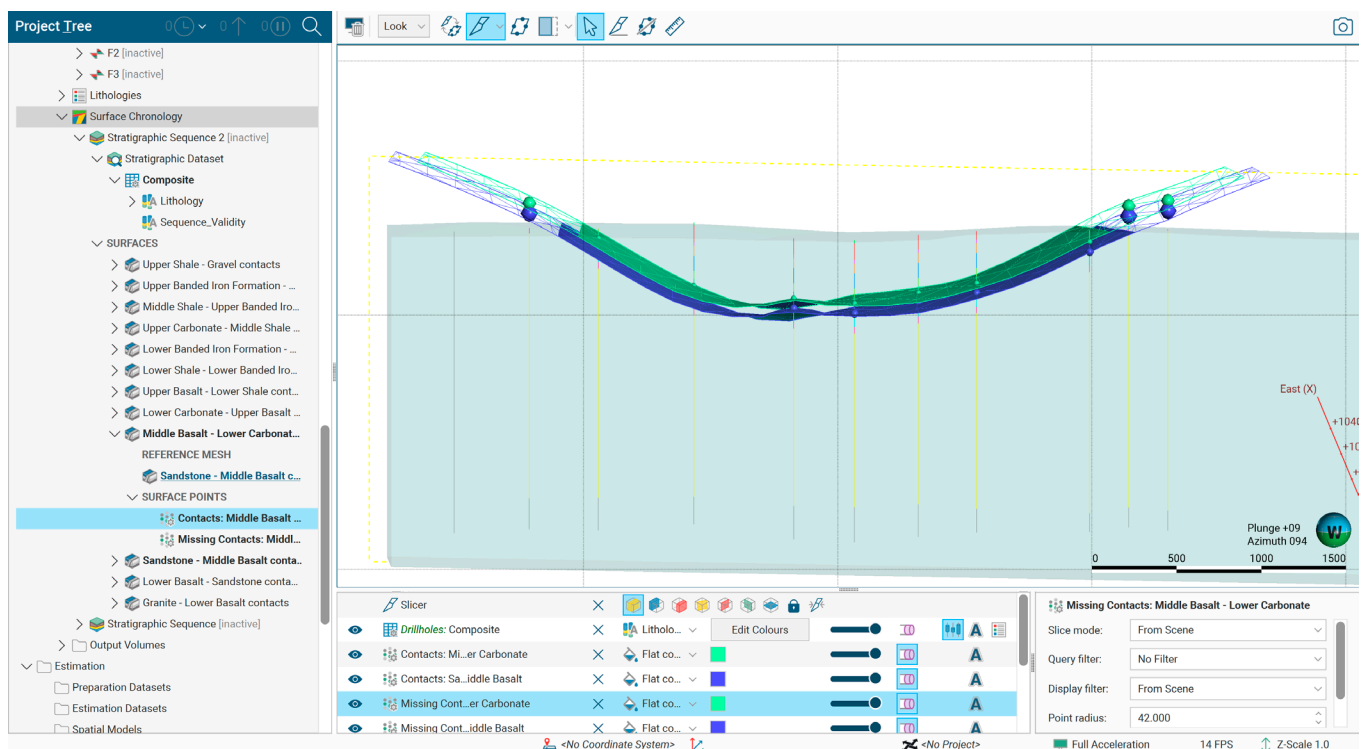 Project Tree
0
0
0
Look
F2 [inactive]
F3 [inactive]
Lithologies
Surface Chronology
Stratigraphic Sequence 2 [inactive]
Stratigraphic Dataset
Composite
Lithology
Sequence_Validity
SURFACES
Upper Shale - Gravel contacts
Upper Banded Iron Formation - ...
Middle Shale - Upper Banded Iro...
Upper Carbonate - Middle Shale ...
Lower Banded Iron Formation - ...
Lower Shale - Lower Banded Iro...
Upper Basalt - Lower Shale cont...
Lower Carbonate - Upper Basalt ...
Middle Basalt - Lower Carbonat...
REFERENCE MESH
Sandstone - Middle Basalt c...
SURFACE POINTS
Contacts: Middle Basalt ...
Missing Contacts: Middl...
Sandstone - Middle Basalt conta..
Lower Basalt - Sandstone conta...
Granite - Lower Basalt contacts
Stratigraphic Sequence [inactive]
Output Volumes
Estimation
Preparation Datasets
Estimation Datasets
Spatial Models
East (X)
+1040
+10
+
Plunge +09
Azimuth 094
W
0 500 1000 1500
Slicer
Drillholes: Composite Litholo... Edit Colours
Contacts: Mi...er Carbonate Flat co...
Contacts: Sa...iddle Basalt Flat co...
Missing Cont...er Carbonate Flat co...
Missing Cont...iddle Basalt Flat co...
Missing Contacts: Middle Basalt - Lower Carbonate
Slice mode: From Scene
Query filter: No Filter
Display filter: From Scene
Point radius: 42.000
<No Coordinate System>
<No Project>
Full Acceleration 14 FPS Z-Scale 1.0